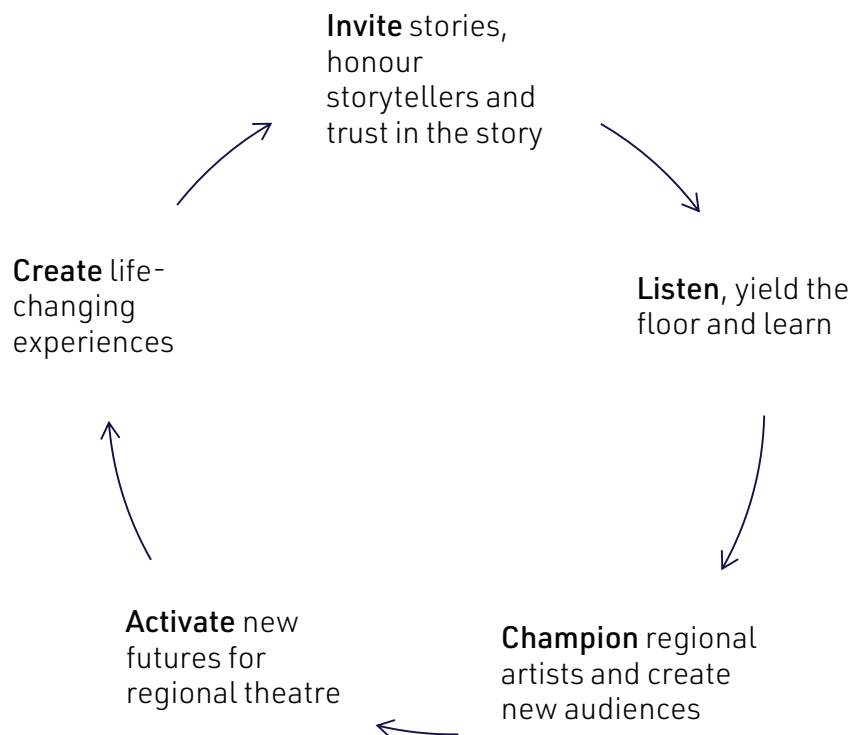 Invite stories,
honour
storytellers and
trust in the story
Listen, yield the
floor and learn
Champion regional
artists and create
new audiences
Activate new
futures for
regional theatre
Create life-
changing
experiences